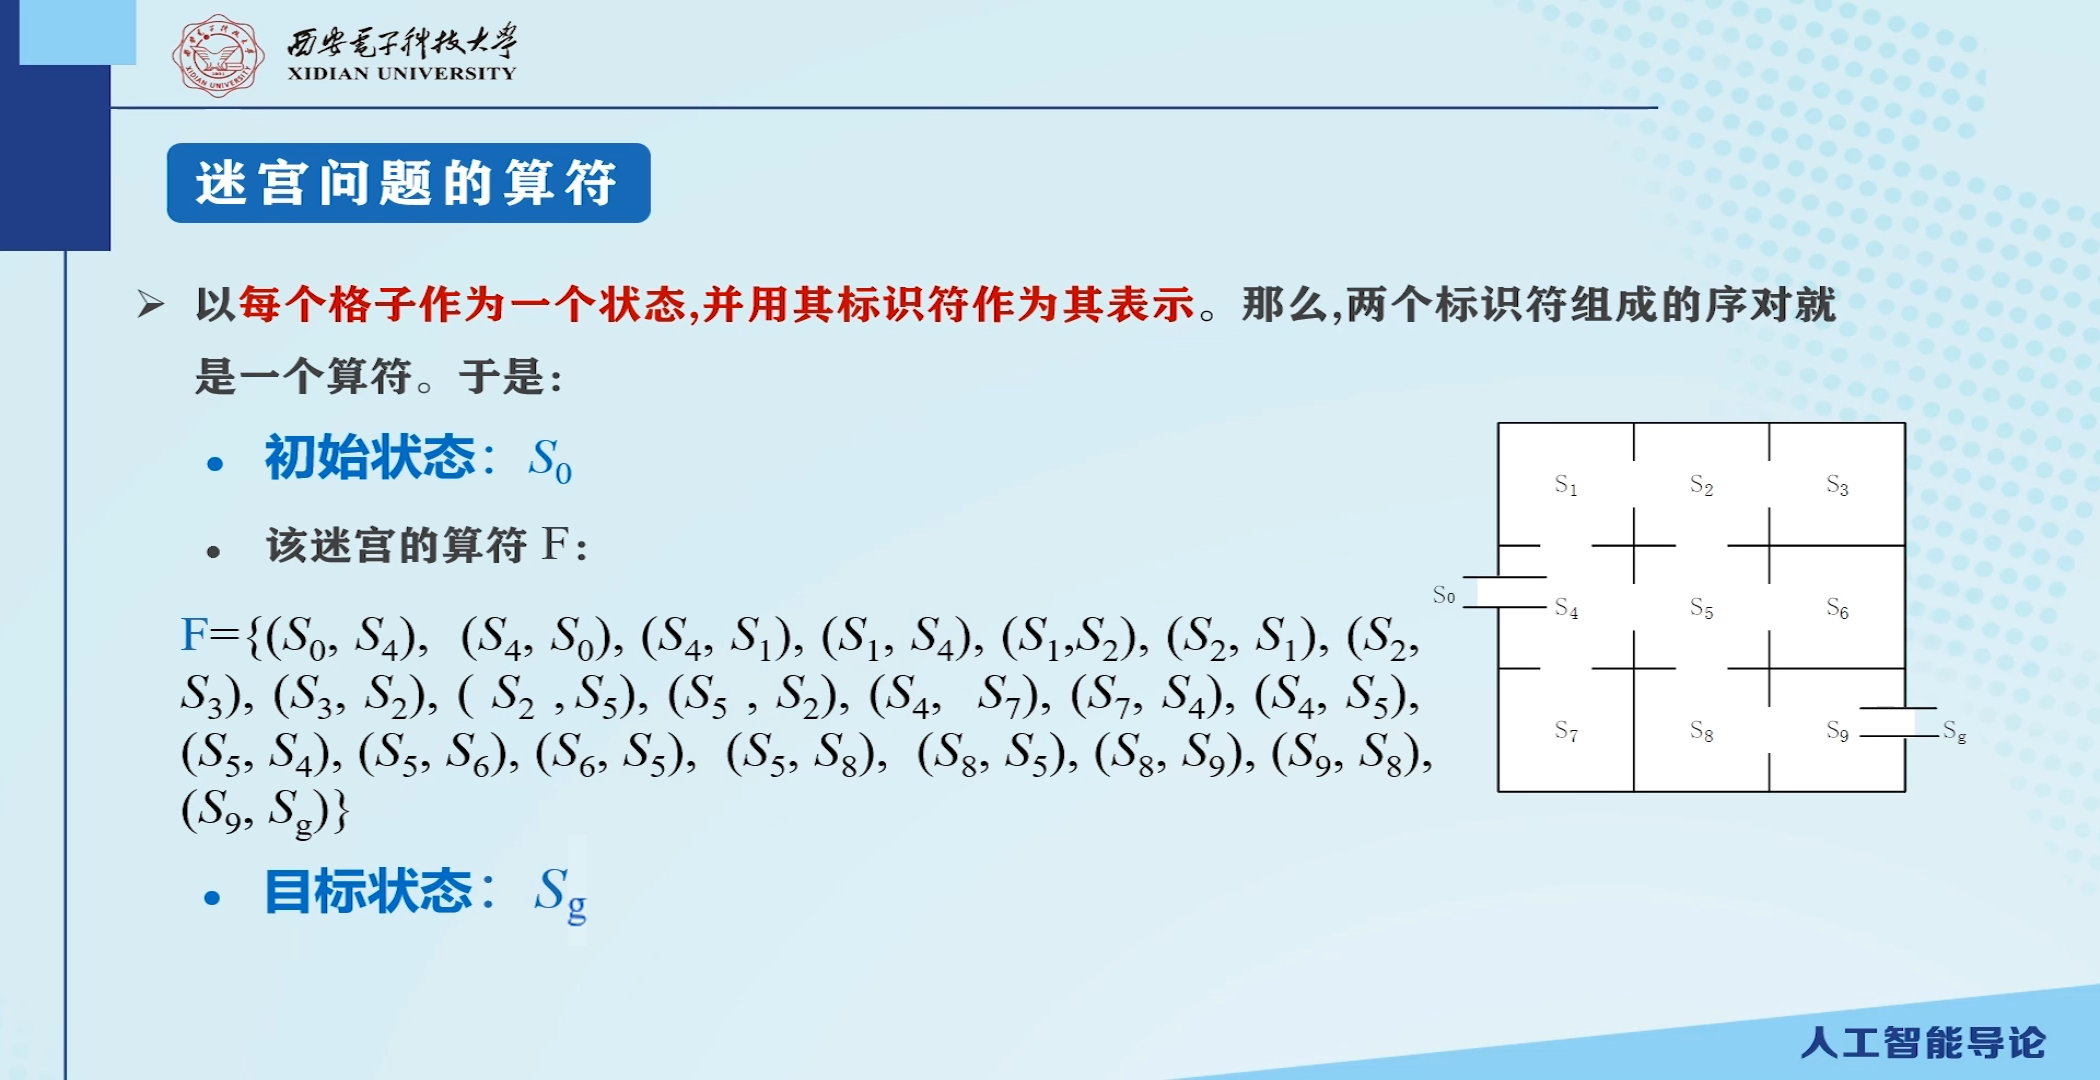 西安電子科技大学
XIDIAN UNIVERSITY
迷宫问题的算符
➢ 以每个格子作为一个状态,并用其标识符作为其表示。那么,两个标识符组成的序对就
是一个算符。于是:
• 初始状态: S₀
• 该迷宫的算符 F:
F={(S₀, S₄), (S₄, S₀), (S₄, S₁), (S₁, S₄), (S₁,S₂), (S₂, S₁), (S₂,
S₃), (S₃, S₂), ( S₂ ,S₅), (S₅ , S₂), (S₄, S₇), (S₇, S₄), (S₄, S₅),
(S₅, S₄), (S₅, S₆), (S₆, S₅), (S₅, S₈), (S₈, S₅), (S₈, S₉), (S₉, S₈),
(S₉, Sg)}
• 目标状态: Sg
S₁ S₂ S₃
S₀ S₄ S₅ S₆
S₇ S₈ S₉ Sg
人工智能导论